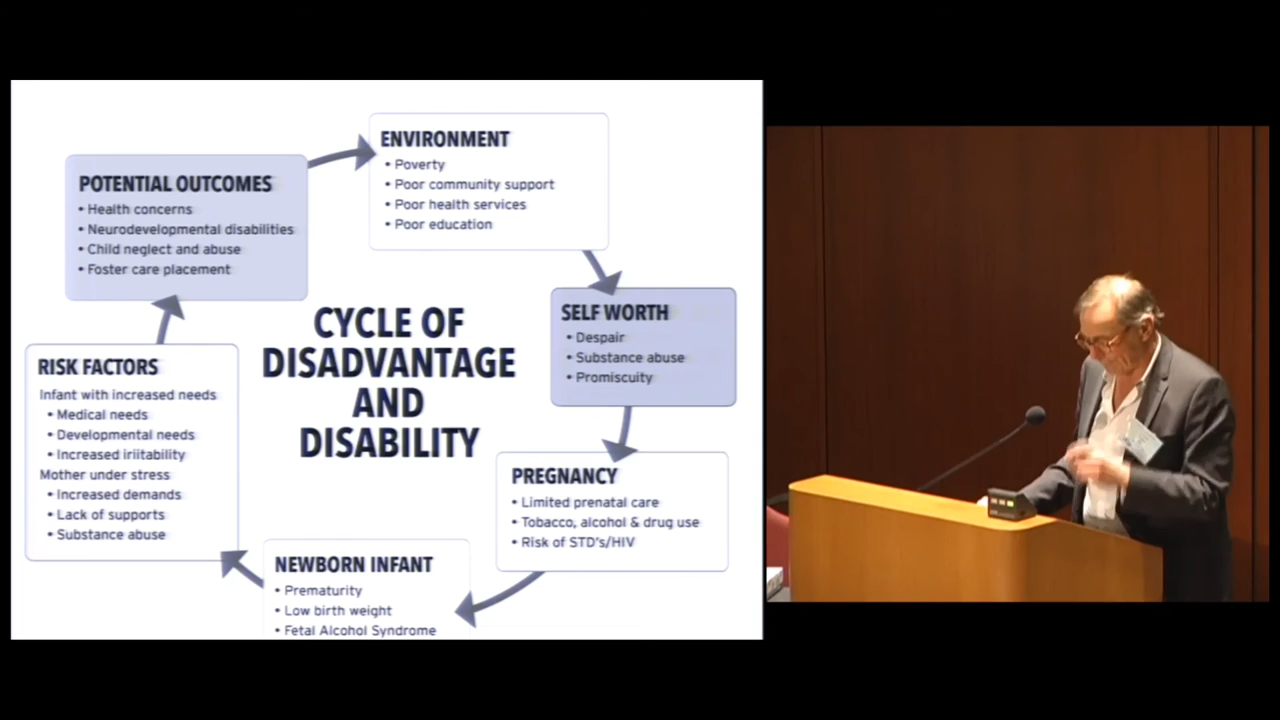 ENVIRONMENT
• Poverty
• Poor community support
• Poor health services
• Poor education
SELF WORTH
• Despair
• Substance abuse
• Promiscuity
PREGNANCY
• Limited prenatal care
• Tobacco, alcohol & drug use
• Risk of STD's/HIV
NEWBORN INFANT
• Prematurity
• Low birth weight
• Fetal Alcohol Syndrome
RISK FACTORS
Infant with increased needs
• Medical needs
• Developmental needs
• Increased iriitability
Mother under stress
• Increased demands
• Lack of supports
• Substance abuse
POTENTIAL OUTCOMES
• Health concerns
• Neurodevelopmental disabilities
• Child neglect and abuse
• Foster care placement
CYCLE OF
DISADVANTAGE
AND
DISABILITY